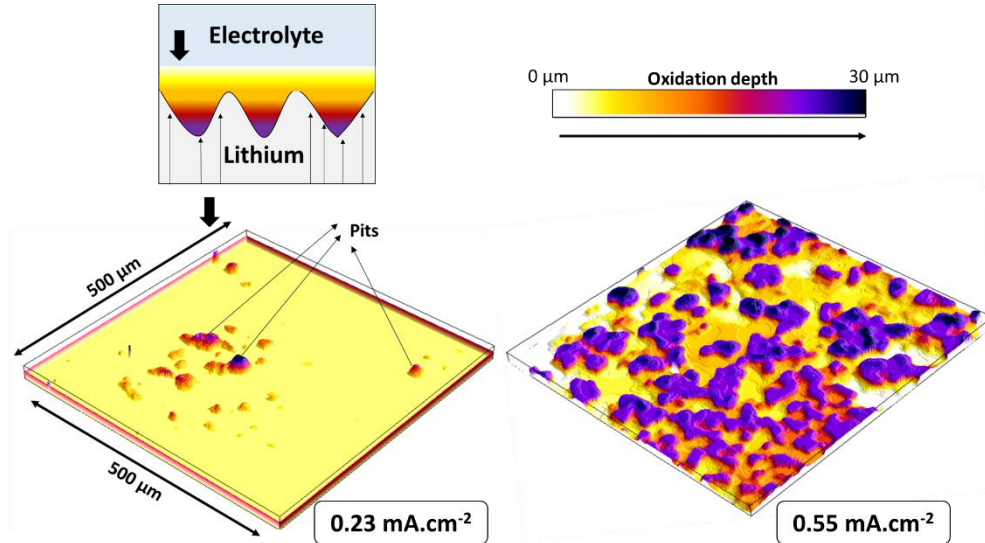 Electrolyte
Lithium
0 μm
Oxidation depth
30 μm
Pits
500 μm
500 μm
0.23 mA.cm⁻²
0.55 mA.cm⁻²